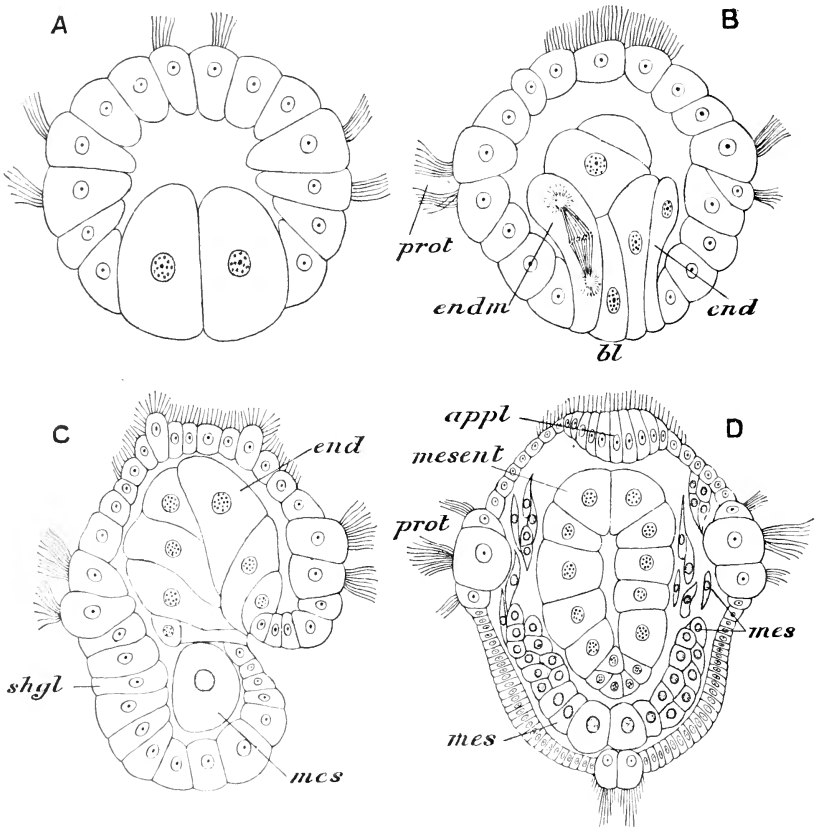 A
B
prot
endm
end
bl
C
end
shgl
mes
appl
mesent
prot
D
mes
mes